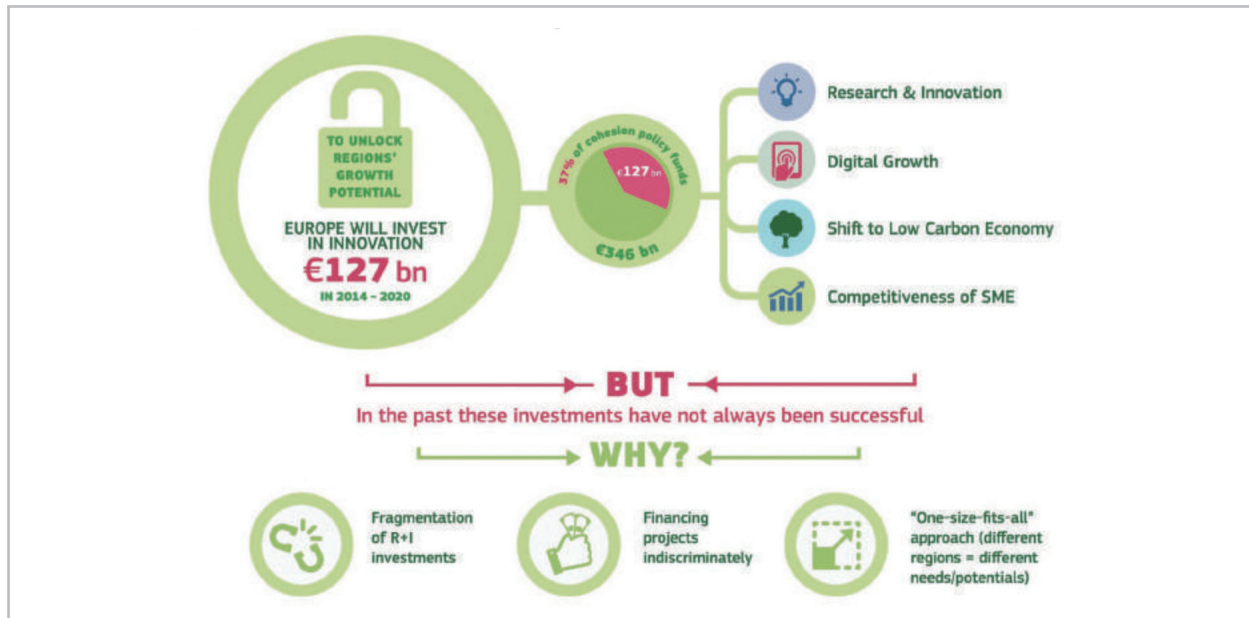 TO UNLOCK
REGIONS'
GROWTH
POTENTIAL
EUROPE WILL INVEST
IN INNOVATION
€127 bn
IN 2014 – 2020
37% of cohesion policy funds
€127 bn
€346 bn
Research & Innovation
Digital Growth
Shift to Low Carbon Economy
Competitiveness of SME
BUT
In the past these investments have not always been successful
WHY?
Fragmentation
of R+I
investments
Financing
projects
indiscriminately
"One-size-fits-all"
approach (different
regions = different
needs/potentials)